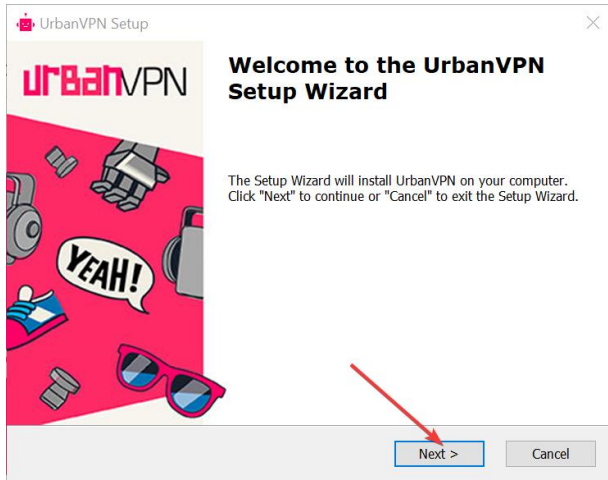 UrbanVPN Setup
urbanVPN
Welcome to the UrbanVPN
Setup Wizard
The Setup Wizard will install UrbanVPN on your computer.
Click "Next" to continue or "Cancel" to exit the Setup Wizard.
YEAH!
Next >
Cancel